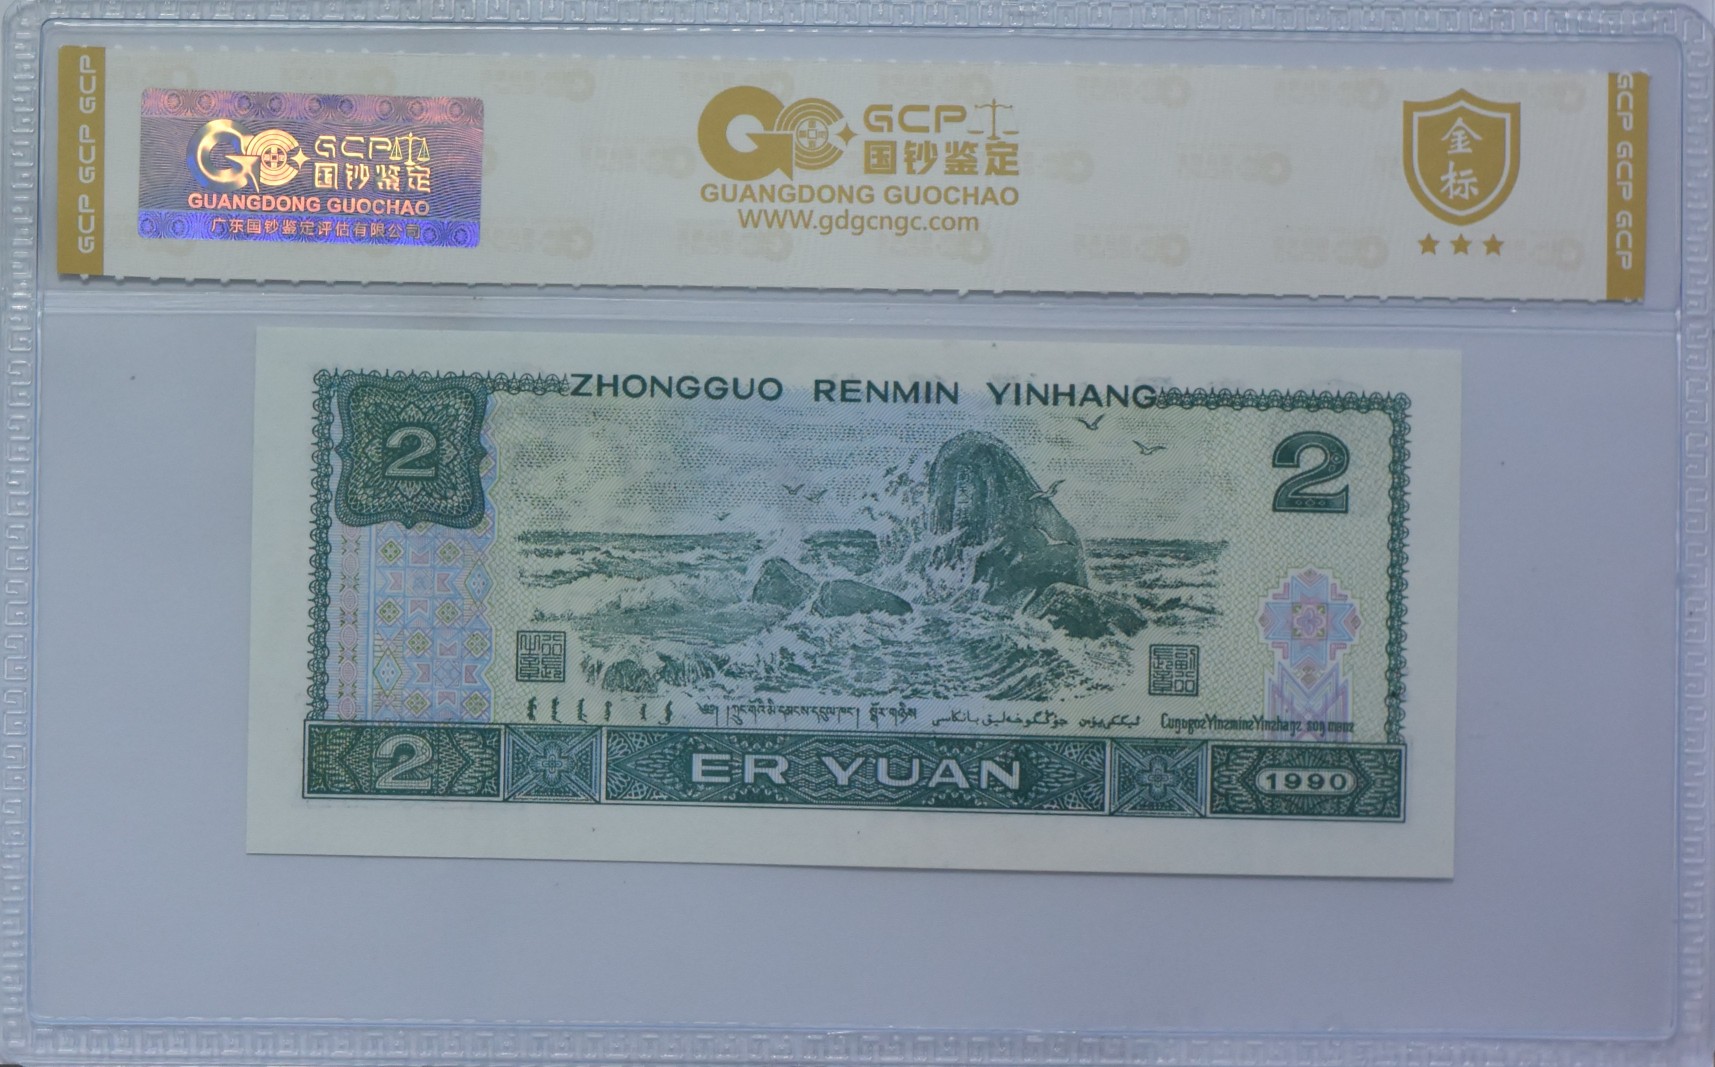 GCP GCP GCP
GCP
国钞鉴定
GUANGDONG GUOCHAO
广东国钞鉴定评估有限公司
GCP
国钞鉴定
GUANGDONG GUOCHAO
WWW.gdgcngc.com
金
标
GCP GCP GCP
ZHONGGUO RENMIN YINHANG
2
2
2
ER YUAN
1990